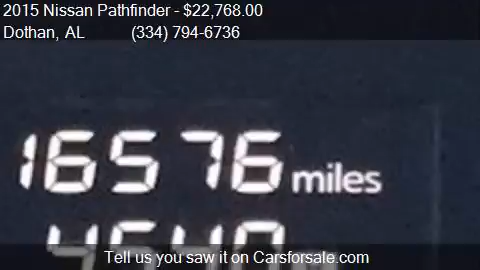 2015 Nissan Pathfinder - $22,768.00
Dothan, AL (334) 794-6736
16576 miles
Tell us you saw it on Carsforsale.com